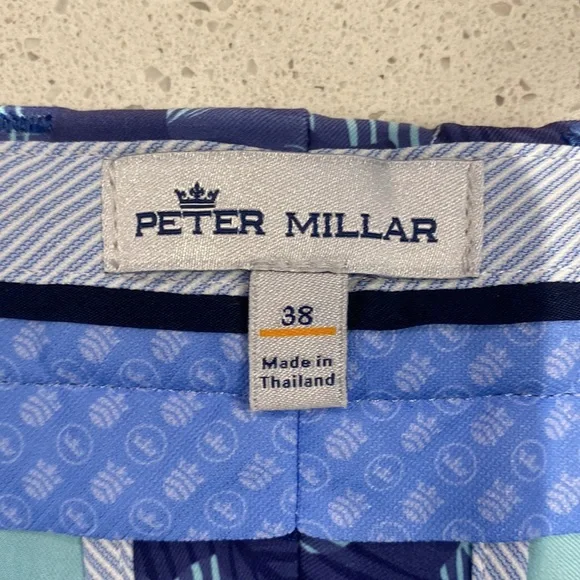 PETER MILLAR
38
Made in
Thailand